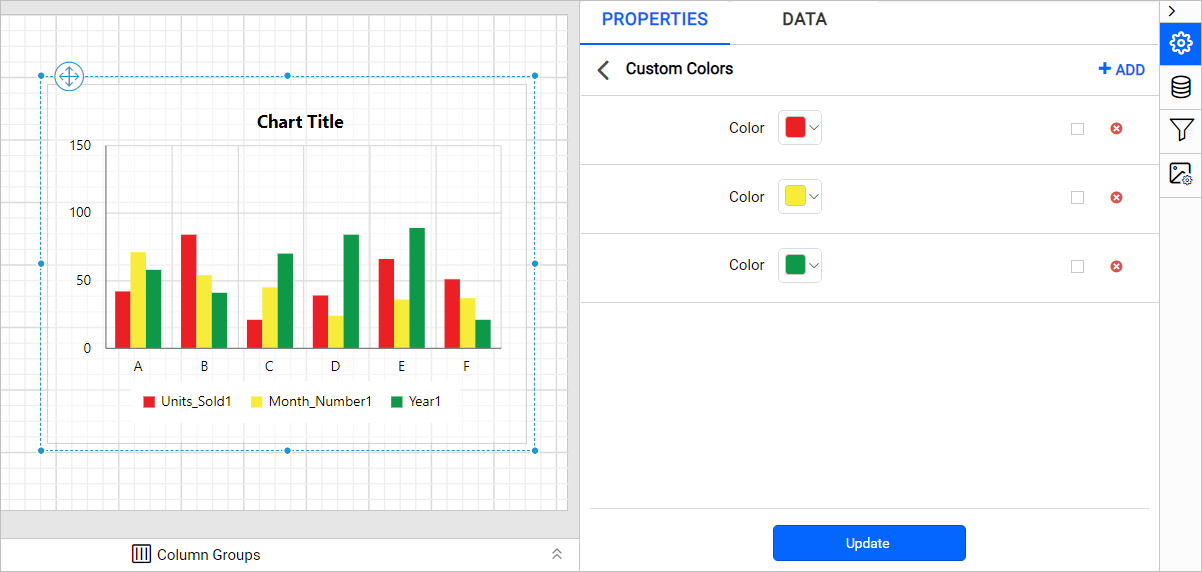 PROPERTIES
DATA
Custom Colors
+ ADD
Color
Color
Color
Update
Chart Title
150
100
50
0
A B C D E F
Units_Sold1 Month_Number1 Year1
Column Groups